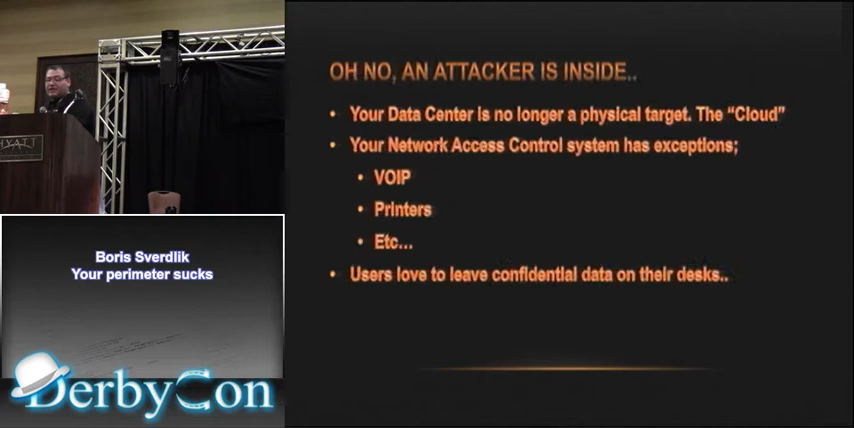 HYATT
Boris Sverdlik
Your perimeter sucks
DerbyCon
OH NO, AN ATTACKER IS INSIDE..
• Your Data Center is no longer a physical target. The “Cloud”
• Your Network Access Control system has exceptions;
• VOIP
• Printers
• Etc...
• Users love to leave confidential data on their desks..